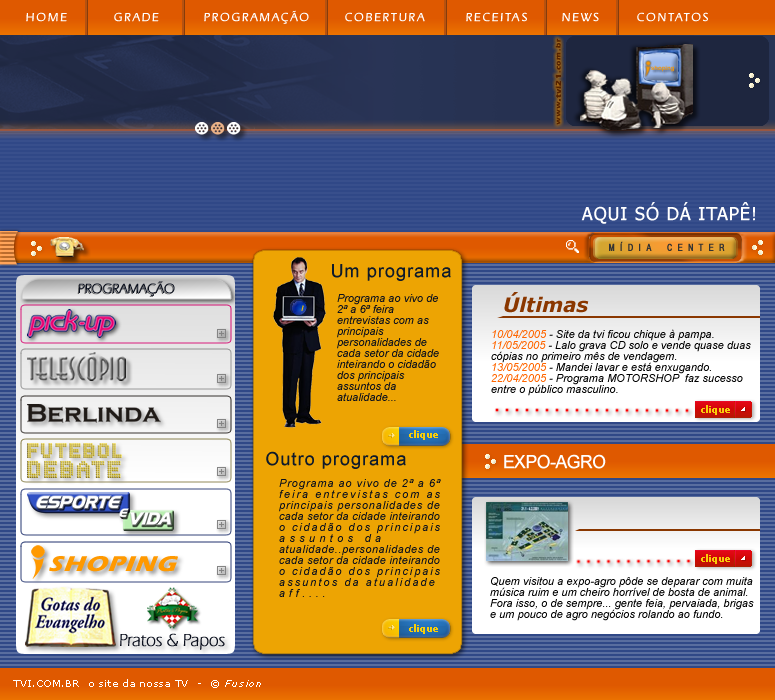 HOME GRADE PROGRAMAÇÃO COBERTURA RECEITAS NEWS CONTATOS
www.tvi21.com.br
AQUI SÓ DÁ ITAPÊ!
MÍDIA CENTER
PROGRAMAÇÃO
PICK-UP
TELESCÓPIO
BERLINDA
FUTEBOL
DEBATE
ESPORTE
E VIDA
SHOPING
Gotas do
Evangelho
Pratos & Papos
Um programa
Programa ao vivo de
2ª a 6ª feira
entrevistas com as
principais
personalidades de
cada setor da cidade
inteirando o cidadão
dos principais
assuntos da
atualidade...
clique
Outro programa
Programa ao vivo de 2ª a 6ª
feira entrevistas com as
principais personalidades de
cada setor da cidade inteirando
o cidadão dos principais
assuntos da
atualidade..personalidades de
cada setor da cidade inteirando
o cidadão dos principais
assuntos da atualidade
aff....
clique
Últimas
10/04/2005 - Site da tvi ficou chique à pampa.
11/05/2005 - Lalo grava CD solo e vende quase duas
cópias no primeiro mês de vendagem.
13/05/2005 - Mandei lavar e está enxugando.
22/04/2005 - Programa MOTORSHOP faz sucesso
entre o público masculino.
clique
EXPO-AGRO
clique
Quem visitou a expo-agro pôde se deparar com muita
música ruim e um cheiro horrível de bosta de animal.
Fora isso, o de sempre... gente feia, pervaiada, brigas
e um pouco de agro negócios rolando ao fundo.
TVI.COM.BR o site da nossa TV - © Fusion